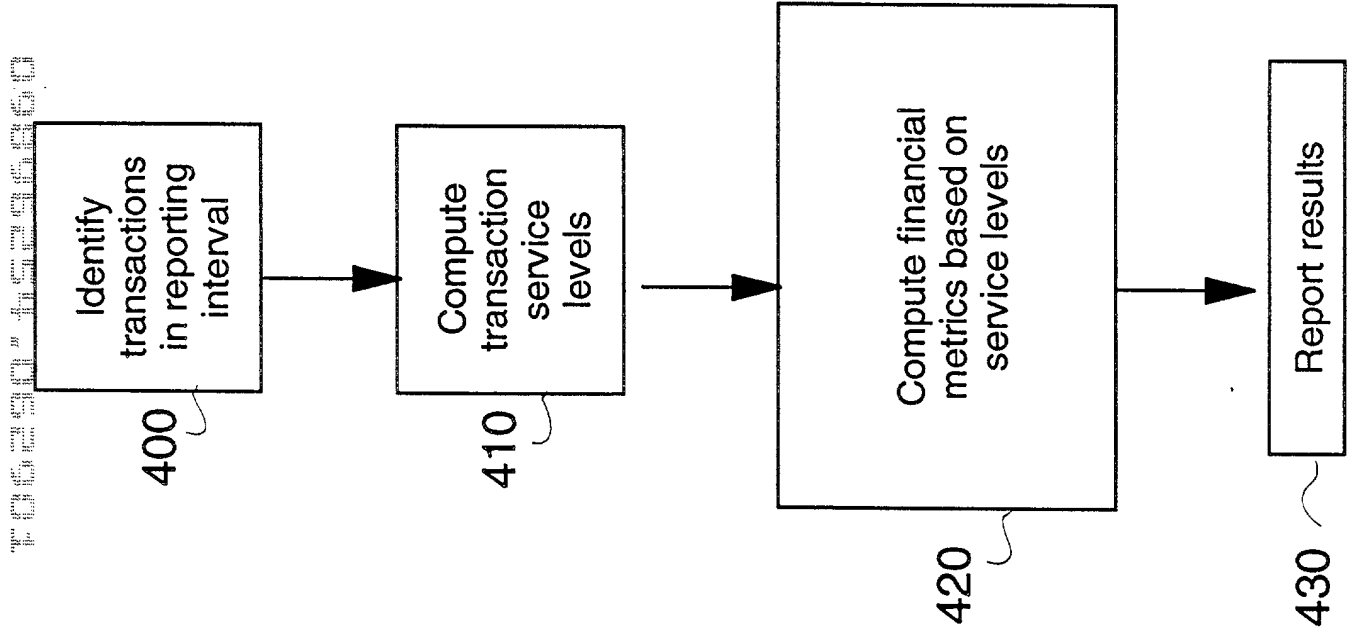 Identify
transactions
in reporting
interval
400
Compute
transaction
service
levels
410
Compute financial
metrics based on
service levels
420
Report results
430